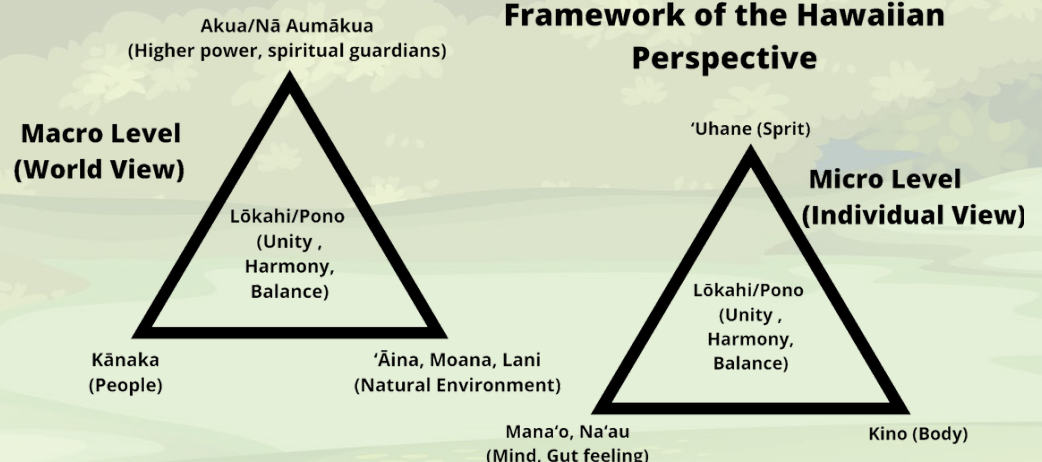 Framework of the Hawaiian
Perspective
Akua/Nā Aumākua
(Higher power, spiritual guardians)
Macro Level
(World View)
Lōkahi/Pono
(Unity ,
Harmony,
Balance)
Kānaka
(People)
ʻĀina, Moana, Lani
(Natural Environment)
ʻUhane (Sprit)
Micro Level
(Individual View)
Lōkahi/Pono
(Unity ,
Harmony,
Balance)
Manaʻo, Naʻau
(Mind, Gut feeling)
Kino (Body)